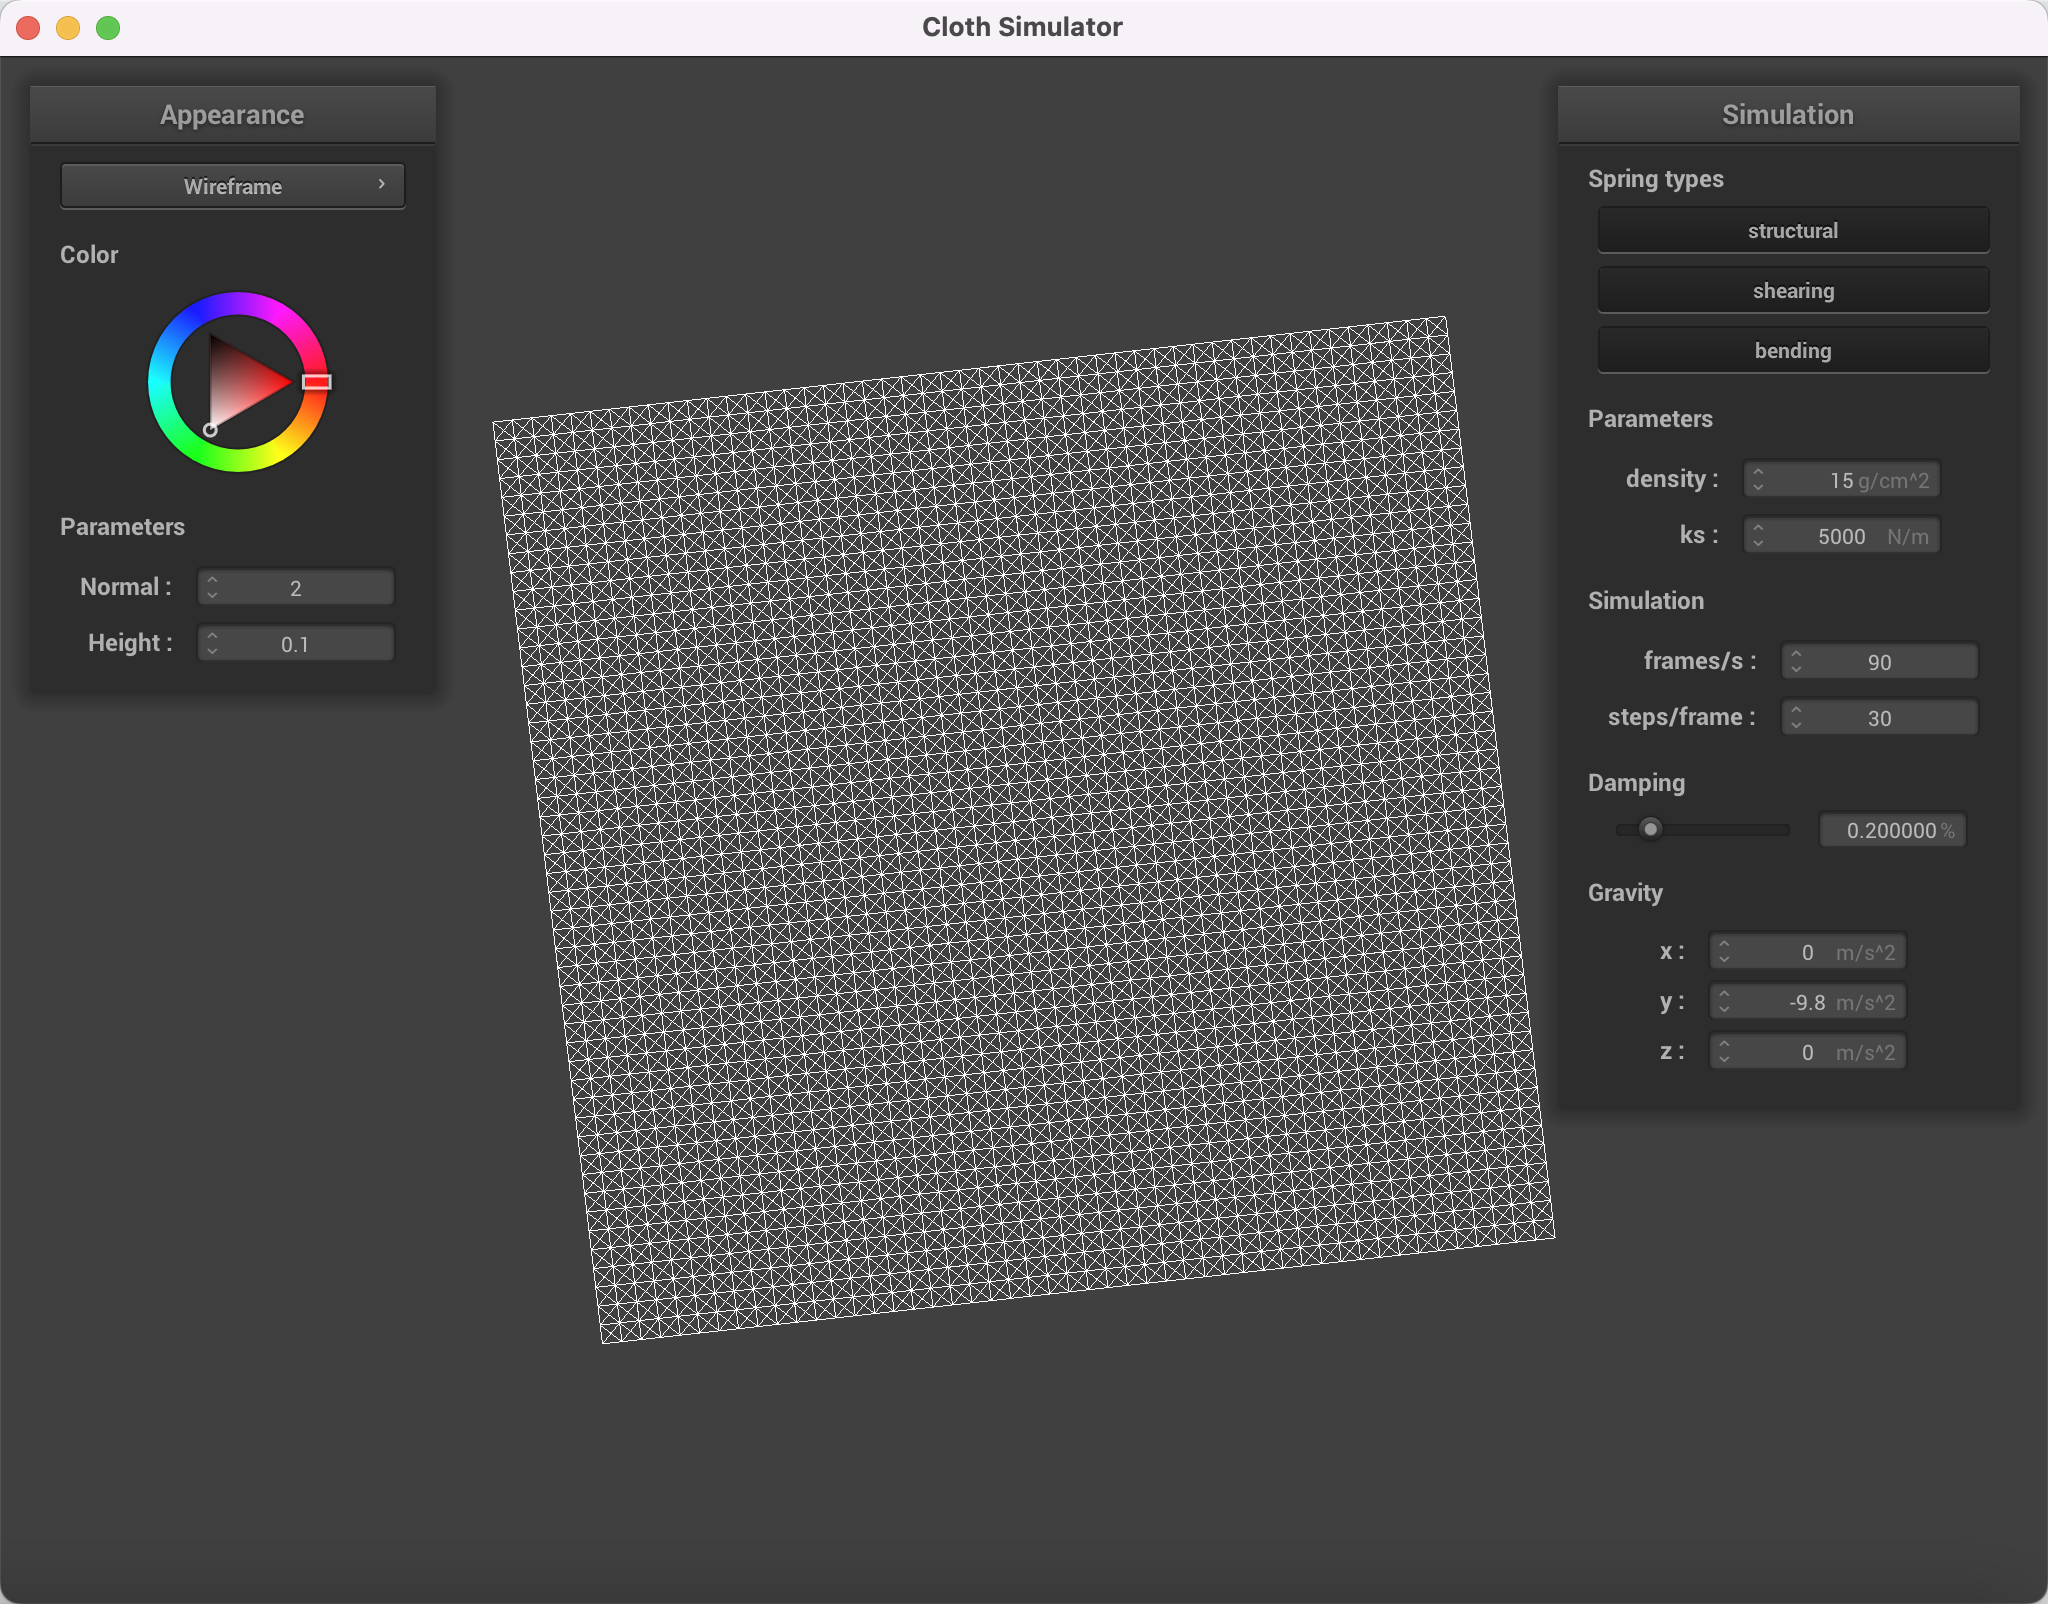 Cloth Simulator
Appearance
Wireframe
Color
Parameters
Normal : 2
Height : 0.1
Simulation
Spring types
structural
shearing
bending
Parameters
density : 15 g/cm^2
ks : 5000 N/m
Simulation
frames/s : 90
steps/frame : 30
Damping
0.200000 %
Gravity
x : 0 m/s^2
y : -9.8 m/s^2
z : 0 m/s^2